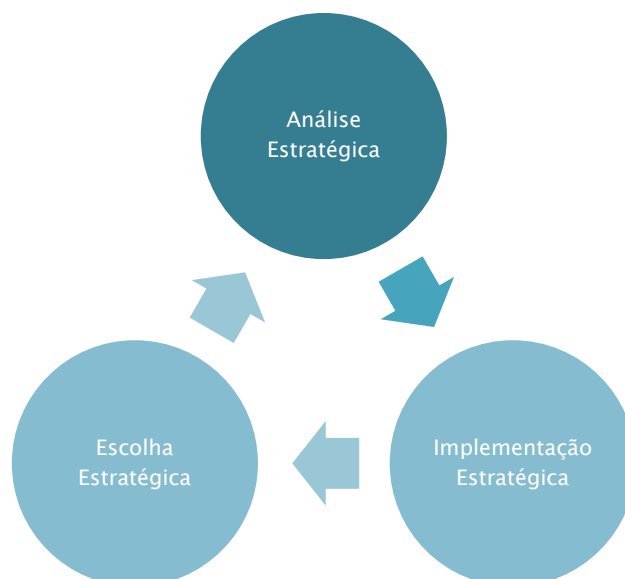 Análise
Estratégica
Escolha
Estratégica
Implementação
Estratégica